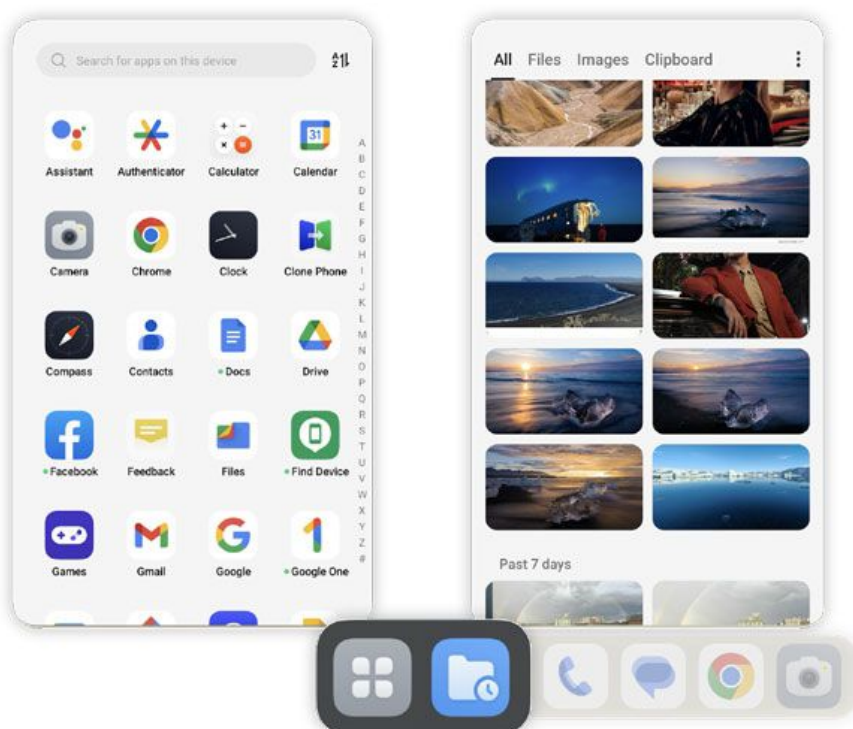 Search for apps on this device
A
Z
Assistant
Authenticator
Calculator
31
Calendar
Camera
Chrome
Clock
Clone Phone
Compass
Contacts
Docs
Drive
Facebook
Feedback
Files
Find Device
Games
Gmail
Google
Google One
A
B
C
D
E
F
G
H
I
J
K
L
M
N
O
P
Q
R
S
T
U
V
W
X
Y
Z
#
All Files Images Clipboard
Past 7 days